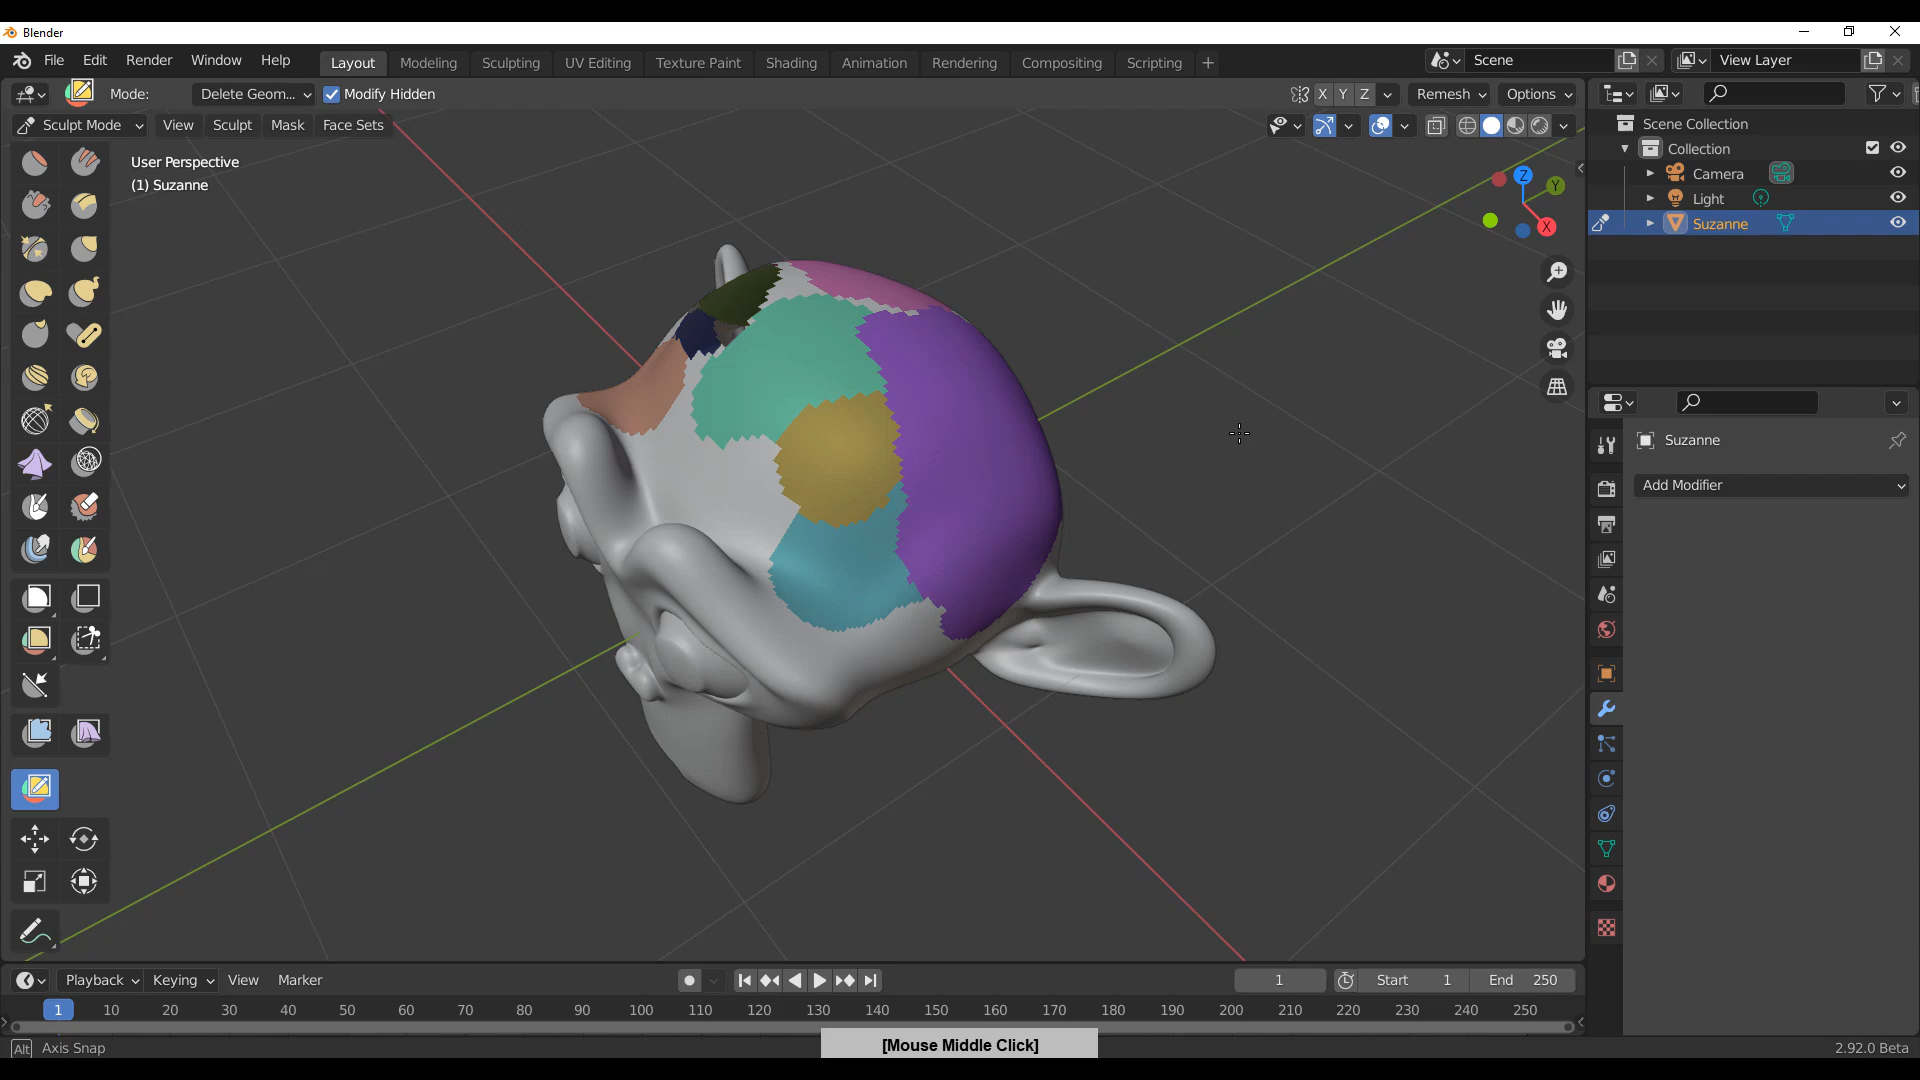 Blender
File Edit Render Window Help Layout Modeling Sculpting UV Editing Texture Paint Shading Animation Rendering Compositing Scripting + Scene View Layer
Mode: Delete Geom... Modify Hidden X Y Z Remesh Options
Sculpt Mode View Sculpt Mask Face Sets
Scene Collection
Collection
Camera
Light
Suzanne
User Perspective
(1) Suzanne
Z
Y
X
Suzanne
Add Modifier
Playback Keying View Marker 1 Start 1 End 250
1 10 20 30 40 50 60 70 80 90 100 110 120 130 140 150 160 170 180 190 200 210 220 230 240 250
Alt Axis Snap [Mouse Middle Click] 2.92.0 Beta